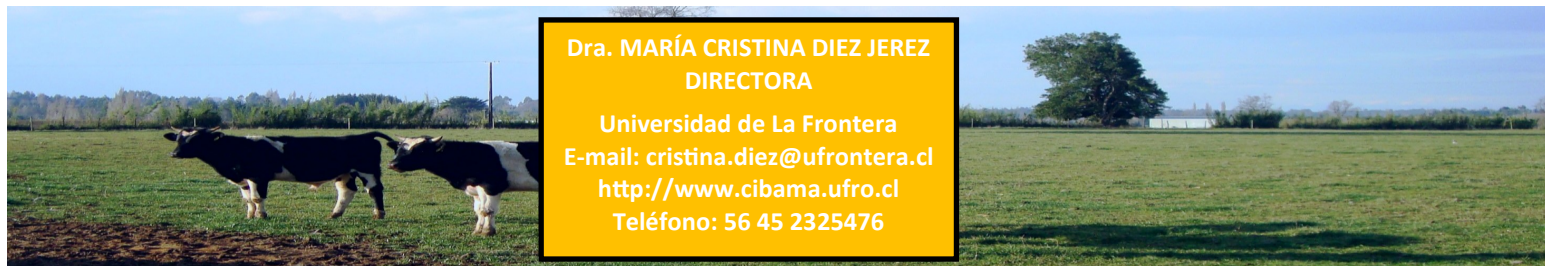 Dra. MARÍA CRISTINA DIEZ JEREZ
DIRECTORA
Universidad de La Frontera
E-mail: cristina.diez@ufrontera.cl
http://www.cibama.ufro.cl
Teléfono: 56 45 2325476